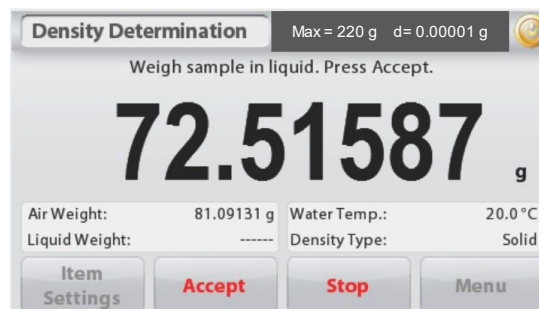 Density Determination Max = 220 g d= 0.00001 g
Weigh sample in liquid. Press Accept.
72.51587 g
Air Weight: 81.09131 g Water Temp.: 20.0 °C
Liquid Weight: ------ Density Type: Solid
Item Settings Accept Stop Menu